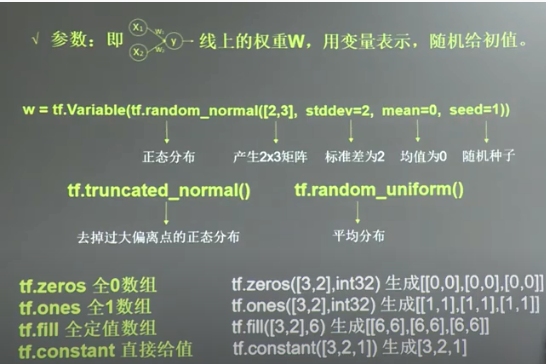 √ 参数：即 X₁ W₁ X₂ W₂ Y 线上的权重W，用变量表示，随机给初值。
w = tf.Variable(tf.random_normal([2,3], stddev=2, mean=0, seed=1))
正态分布 产生2x3矩阵 标准差为2 均值为0 随机种子
tf.truncated_normal() tf.random_uniform()
去掉过大偏离点的正态分布 平均分布
tf.zeros 全0数组 tf.zeros([3,2],int32) 生成[[0,0],[0,0],[0,0]]
tf.ones 全1数组 tf.ones([3,2],int32) 生成[[1,1],[1,1],[1,1]]
tf.fill 全定值数组 tf.fill([3,2],6) 生成[[6,6],[6,6],[6,6]]
tf.constant 直接给值 tf.constant([3,2,1]) 生成[3,2,1]